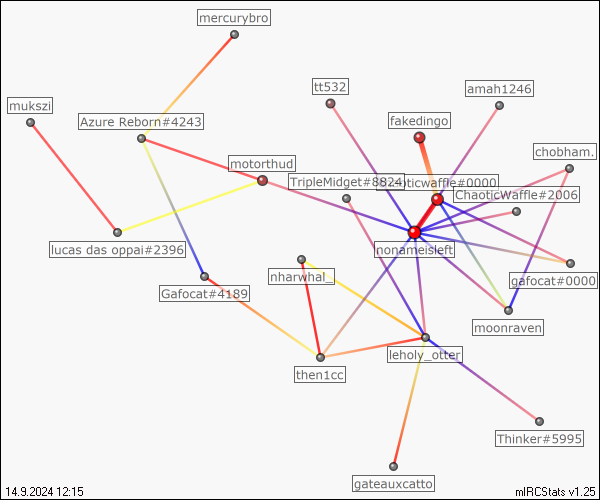 mercurybro
tt532
amah1246
mukszi
Azure Reborn#4243
fakedingo
chobham.
motorthud
TripleMidget#8824
chaoticwaffle#0000
ChaoticWaffle#2006
lucas das oppai#2396
nonameisleft
nharwhal_
gafocat#0000
Gafocat#4189
moonraven
leholy_otter
then1cc
Thinker#5995
gateauxcatto
14.9.2024 12:15
mIRCStats v1.25